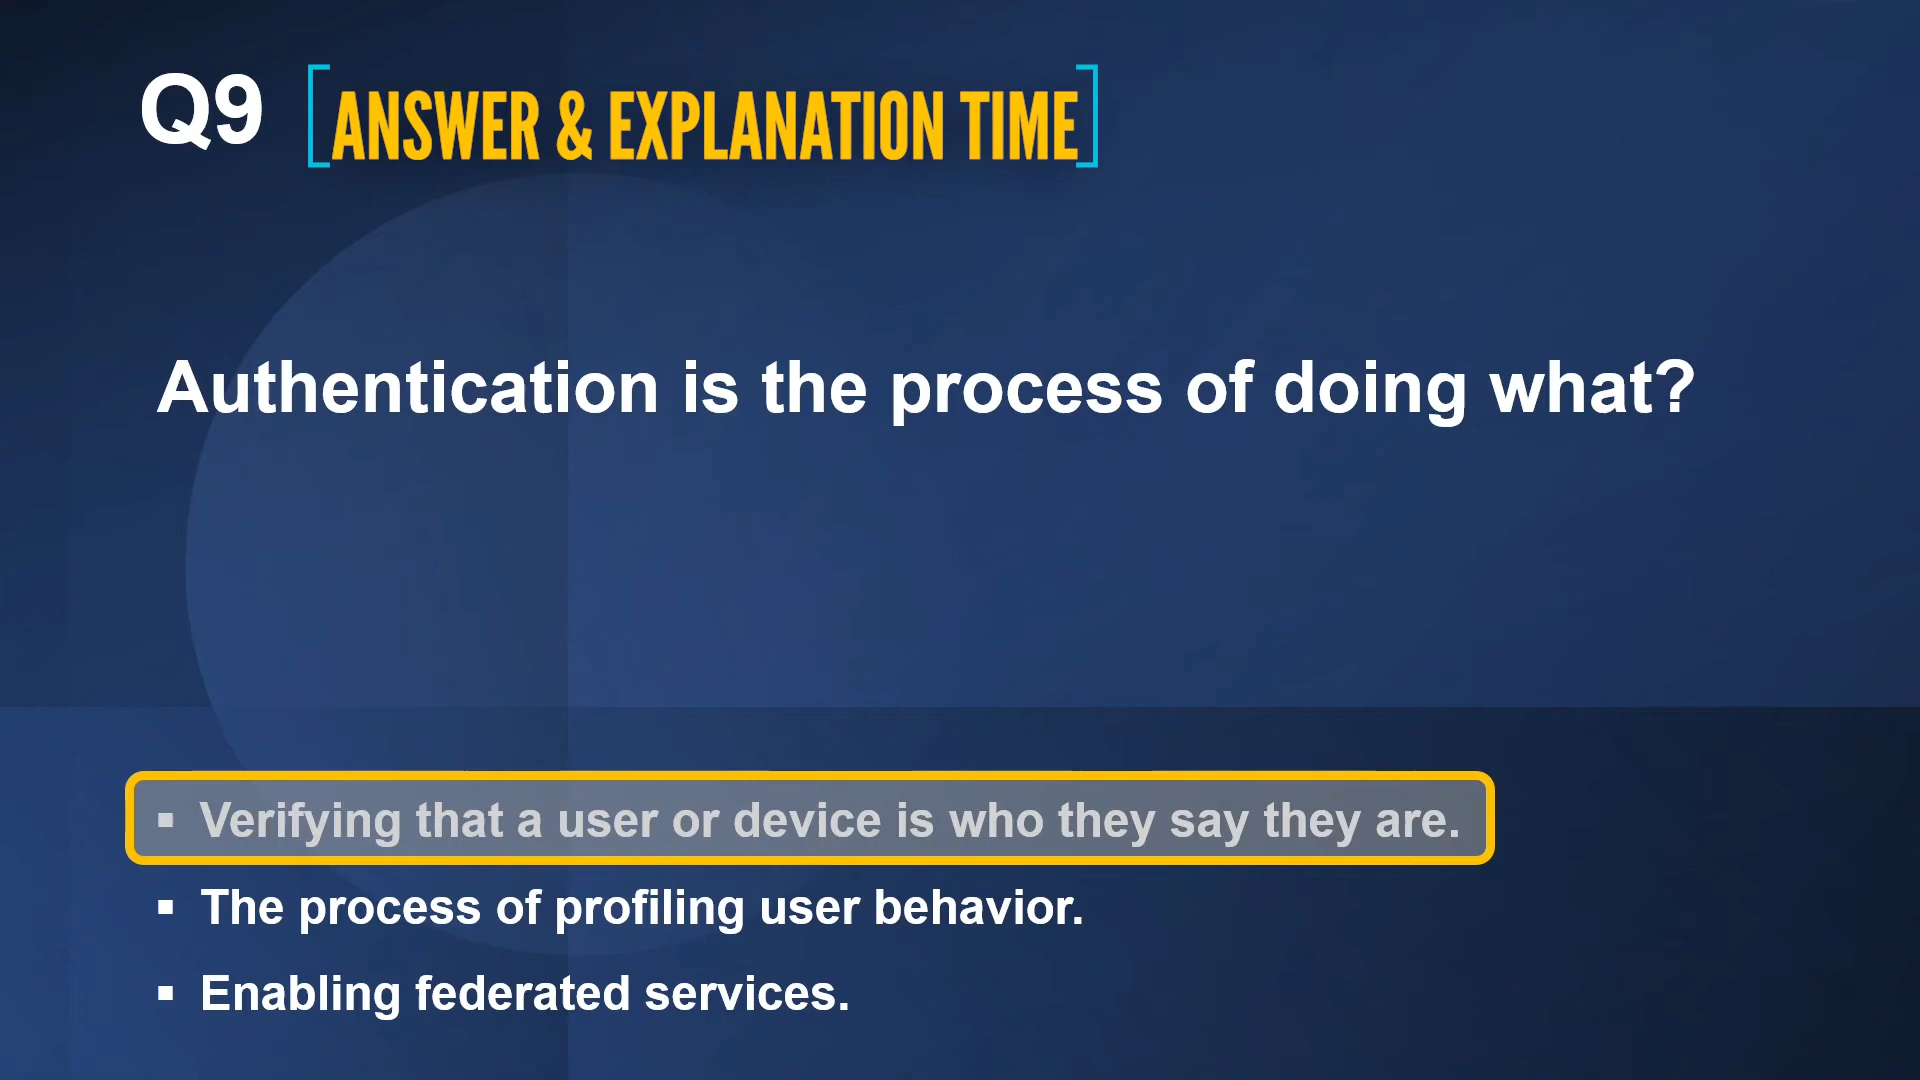 Q9 [ANSWER & EXPLANATION TIME]
Authentication is the process of doing what?
▪ Verifying that a user or device is who they say they are.
▪ The process of profiling user behavior.
▪ Enabling federated services.